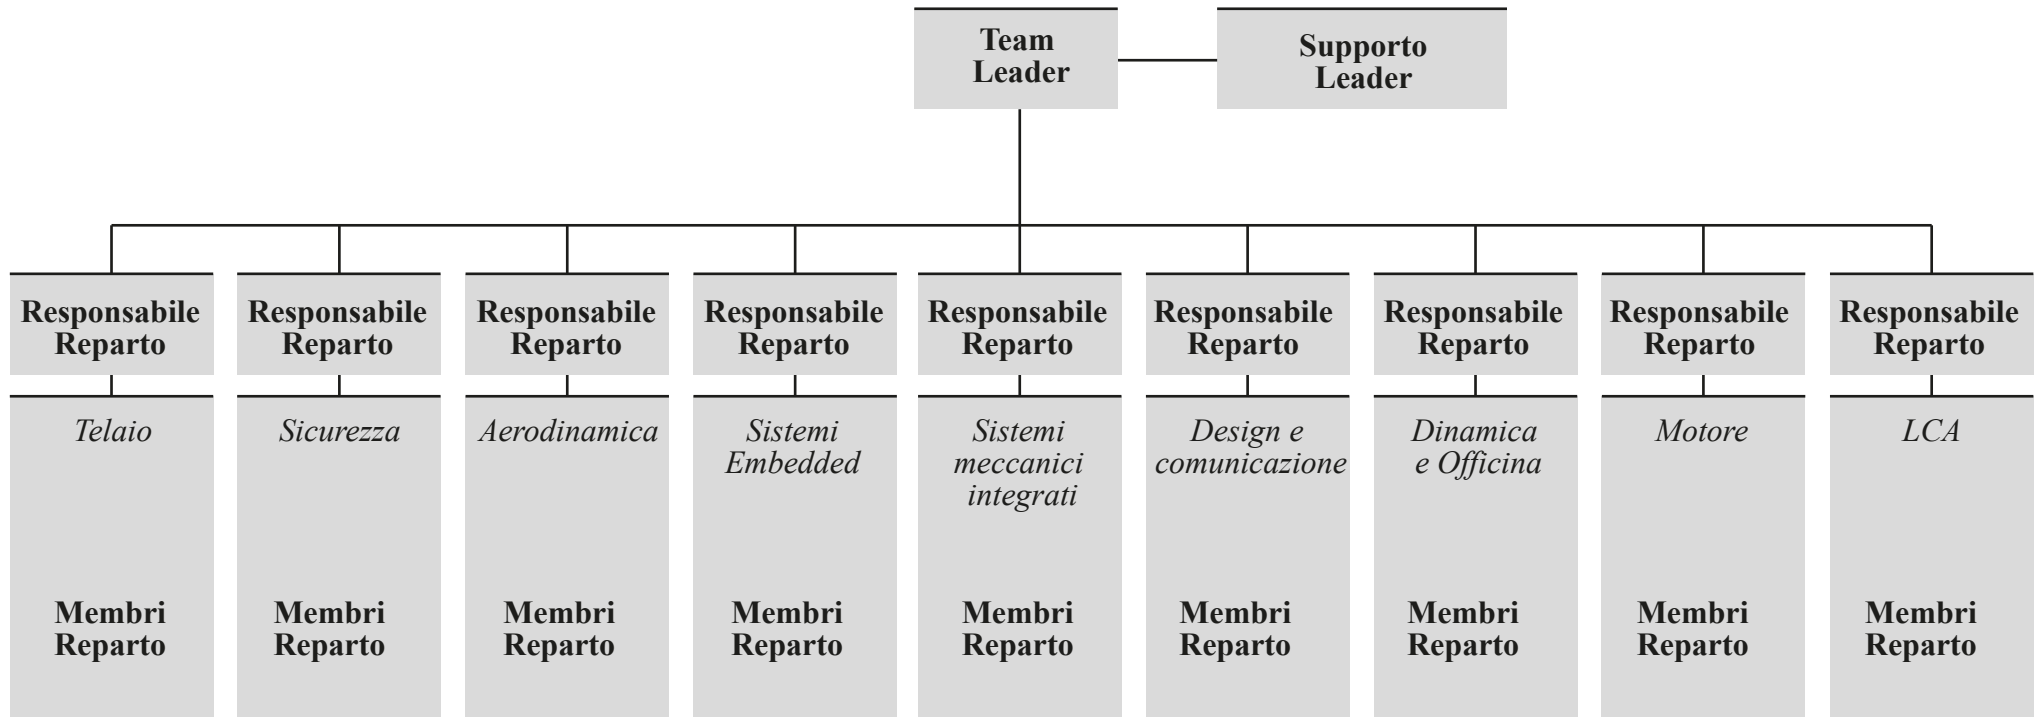 Team
Leader
Supporto
Leader
Responsabile
Reparto
Responsabile
Reparto
Responsabile
Reparto
Responsabile
Reparto
Responsabile
Reparto
Responsabile
Reparto
Responsabile
Reparto
Responsabile
Reparto
Responsabile
Reparto
Telaio
Sicurezza
Aerodinamica
Sistemi
Embedded
Sistemi
meccanici
integrati
Design e
comunicazione
Dinamica
e Officina
Motore
LCA
Membri
Reparto
Membri
Reparto
Membri
Reparto
Membri
Reparto
Membri
Reparto
Membri
Reparto
Membri
Reparto
Membri
Reparto
Membri
Reparto